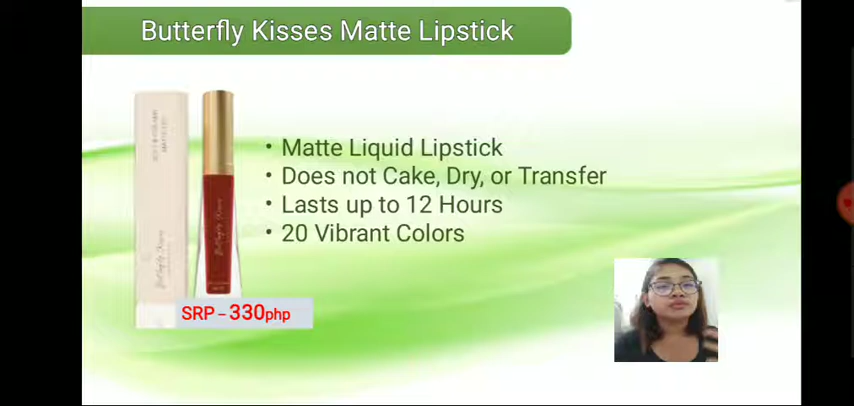 Butterfly Kisses Matte Lipstick
• Matte Liquid Lipstick
• Does not Cake, Dry, or Transfer
• Lasts up to 12 Hours
• 20 Vibrant Colors
SRP – 330php